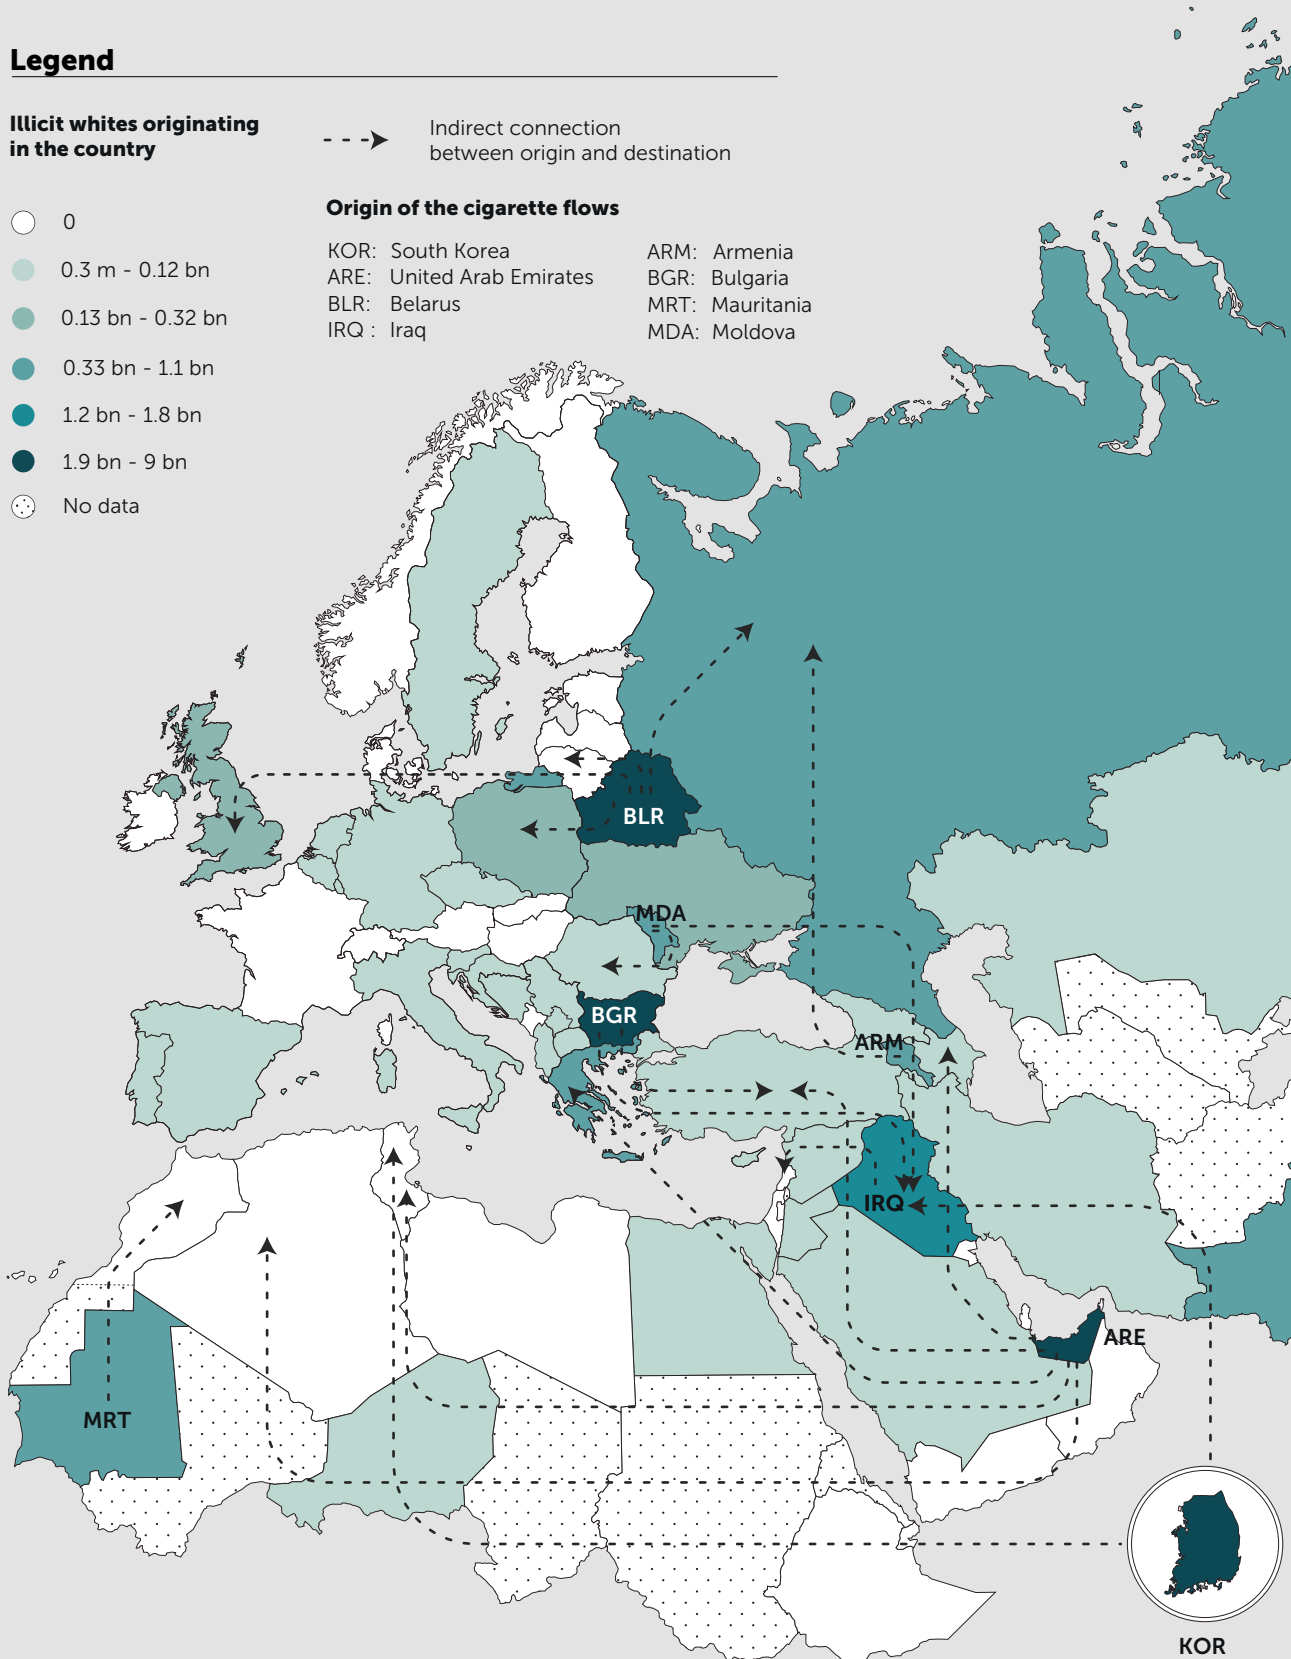 Legend
Illicit whites originating
in the country
Indirect connection
between origin and destination
0
0.3 m - 0.12 bn
0.13 bn - 0.32 bn
0.33 bn - 1.1 bn
1.2 bn - 1.8 bn
1.9 bn - 9 bn
No data
Origin of the cigarette flows
KOR: South Korea
ARE: United Arab Emirates
BLR: Belarus
IRQ : Iraq
ARM: Armenia
BGR: Bulgaria
MRT: Mauritania
MDA: Moldova
BLR
MDA
BGR
ARM
IRQ
ARE
MRT
KOR